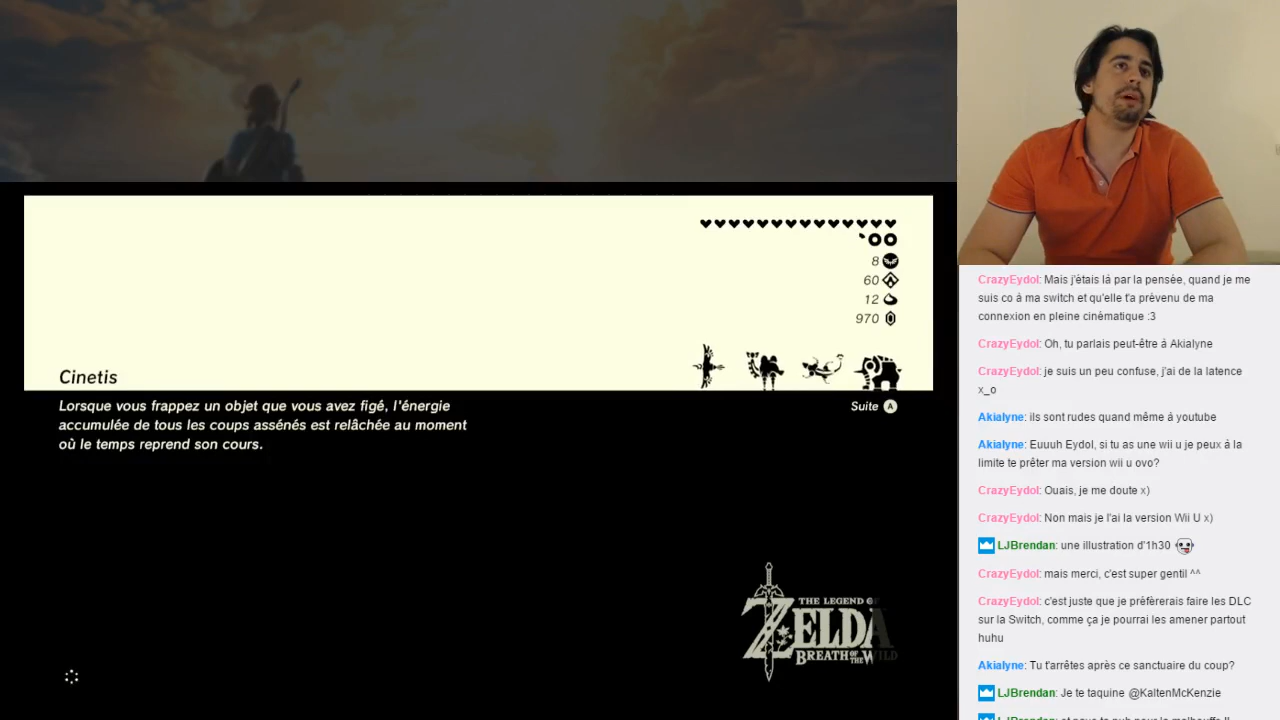 8
60
12
970
Cinetis
Lorsque vous frappez un objet que vous avez figé, l'énergie
accumulée de tous les coups assénés est relâchée au moment
où le temps reprend son cours.
Suite A
THE LEGEND OF
ZELDA
BREATH OF THE WILD
CrazyEydol: Mais j'étais là par la pensée, quand je me
suis co à ma switch et qu'elle t'a prévenu de ma
connexion en pleine cinématique :3
CrazyEydol: Oh, tu parlais peut-être à Akialyne
CrazyEydol: je suis un peu confuse, j'ai de la latence
x_o
Akialyne: ils sont rudes quand même à youtube
Akialyne: Euuuh Eydol, si tu as une wii u je peux à la
limite te prêter ma version wii u ovo?
CrazyEydol: Ouais, je me doute x)
CrazyEydol: Non mais je l'ai la version Wii U x)
LJBrendan: une illustration d'1h30
CrazyEydol: mais merci, c'est super gentil ^^
CrazyEydol: c'est juste que je préfèrerais faire les DLC
sur la Switch, comme ça je pourrai les amener partout
huhu
Akialyne: Tu t'arrêtes après ce sanctuaire du coup?
LJBrendan: Je te taquine @KaltenMcKenzie